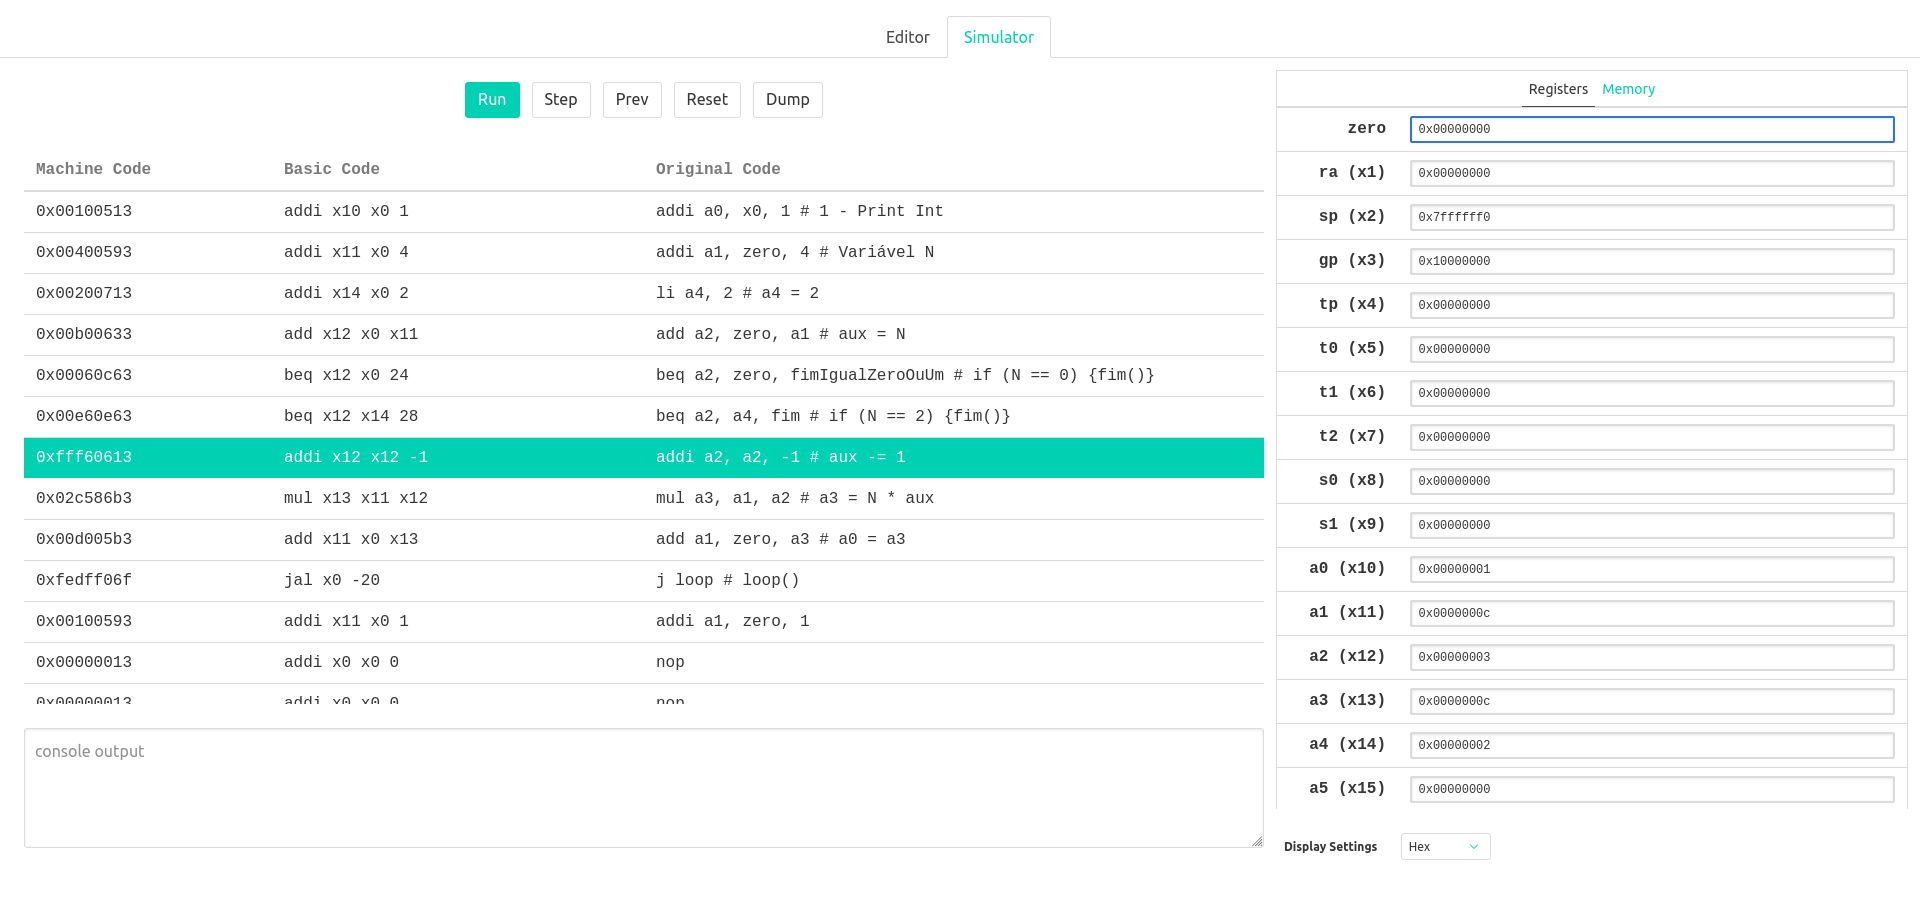 Editor Simulator
Run Step Prev Reset Dump
Machine Code Basic Code Original Code
0x00100513 addi x10 x0 1 addi a0, x0, 1 # 1 - Print Int
0x00400593 addi x11 x0 4 addi a1, zero, 4 # Variável N
0x00200713 addi x14 x0 2 li a4, 2 # a4 = 2
0x00b00633 add x12 x0 x11 add a2, zero, a1 # aux = N
0x00060c63 beq x12 x0 24 beq a2, zero, fimIgualZeroOuUm # if (N == 0) {fim()}
0x00e60e63 beq x12 x14 28 beq a2, a4, fim # if (N == 2) {fim()}
0xfff60613 addi x12 x12 -1 addi a2, a2, -1 # aux -= 1
0x02c586b3 mul x13 x11 x12 mul a3, a1, a2 # a3 = N * aux
0x00d005b3 add x11 x0 x13 add a1, zero, a3 # a0 = a3
0xfedff06f jal x0 -20 j loop # loop()
0x00100593 addi x11 x0 1 addi a1, zero, 1
0x00000013 addi x0 x0 0 nop
0x00000013 addi x0 x0 0 nop
console output
Registers Memory
zero 0x00000000
ra (x1) 0x00000000
sp (x2) 0x7ffffff0
gp (x3) 0x10000000
tp (x4) 0x00000000
t0 (x5) 0x00000000
t1 (x6) 0x00000000
t2 (x7) 0x00000000
s0 (x8) 0x00000000
s1 (x9) 0x00000000
a0 (x10) 0x00000001
a1 (x11) 0x0000000c
a2 (x12) 0x00000003
a3 (x13) 0x0000000c
a4 (x14) 0x00000002
a5 (x15) 0x00000000
Display Settings Hex